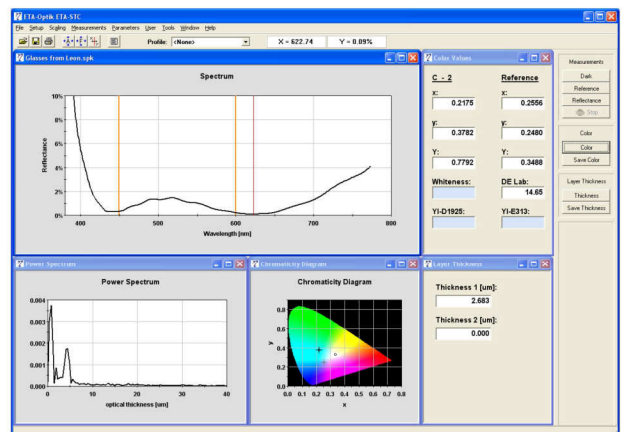 ETA-Optik ETA-STC
File Setup Scaling Measurements Parameters User Tools Window Help
Profile: <None> X = 622.74 Y = 0.09%
Glasses from Leon.spk
Spectrum
Reflectance
10%
8%
6%
4%
2%
0%
400 500 600 700 800
Wavelength [nm]
Color Values
C - 2 Reference
x: x:
0.2175 0.2556
y: y:
0.3782 0.2480
Y: Y:
0.7792 0.3488
Whiteness: DE Lab:
14.65
YI-D1925: YI-E313:
Measurements
Dark
Reference
Reflectance
Stop
Color
Color
Save Color
Layer Thickness
Thickness
Save Thickness
Power Spectrum
Power Spectrum
0.004
0.003
0.002
0.001
0.000
0 10 20 30 40
optical thickness [um]
Chromaticity Diagram
Chromaticity Diagram
y
0.8
0.6
0.4
0.2
0.0
0.0 0.1 0.2 0.3 0.4 0.5 0.6 0.7 0.8
x
Layer Thickness
Thickness 1 [um]:
2.683
Thickness 2 [um]:
0.000